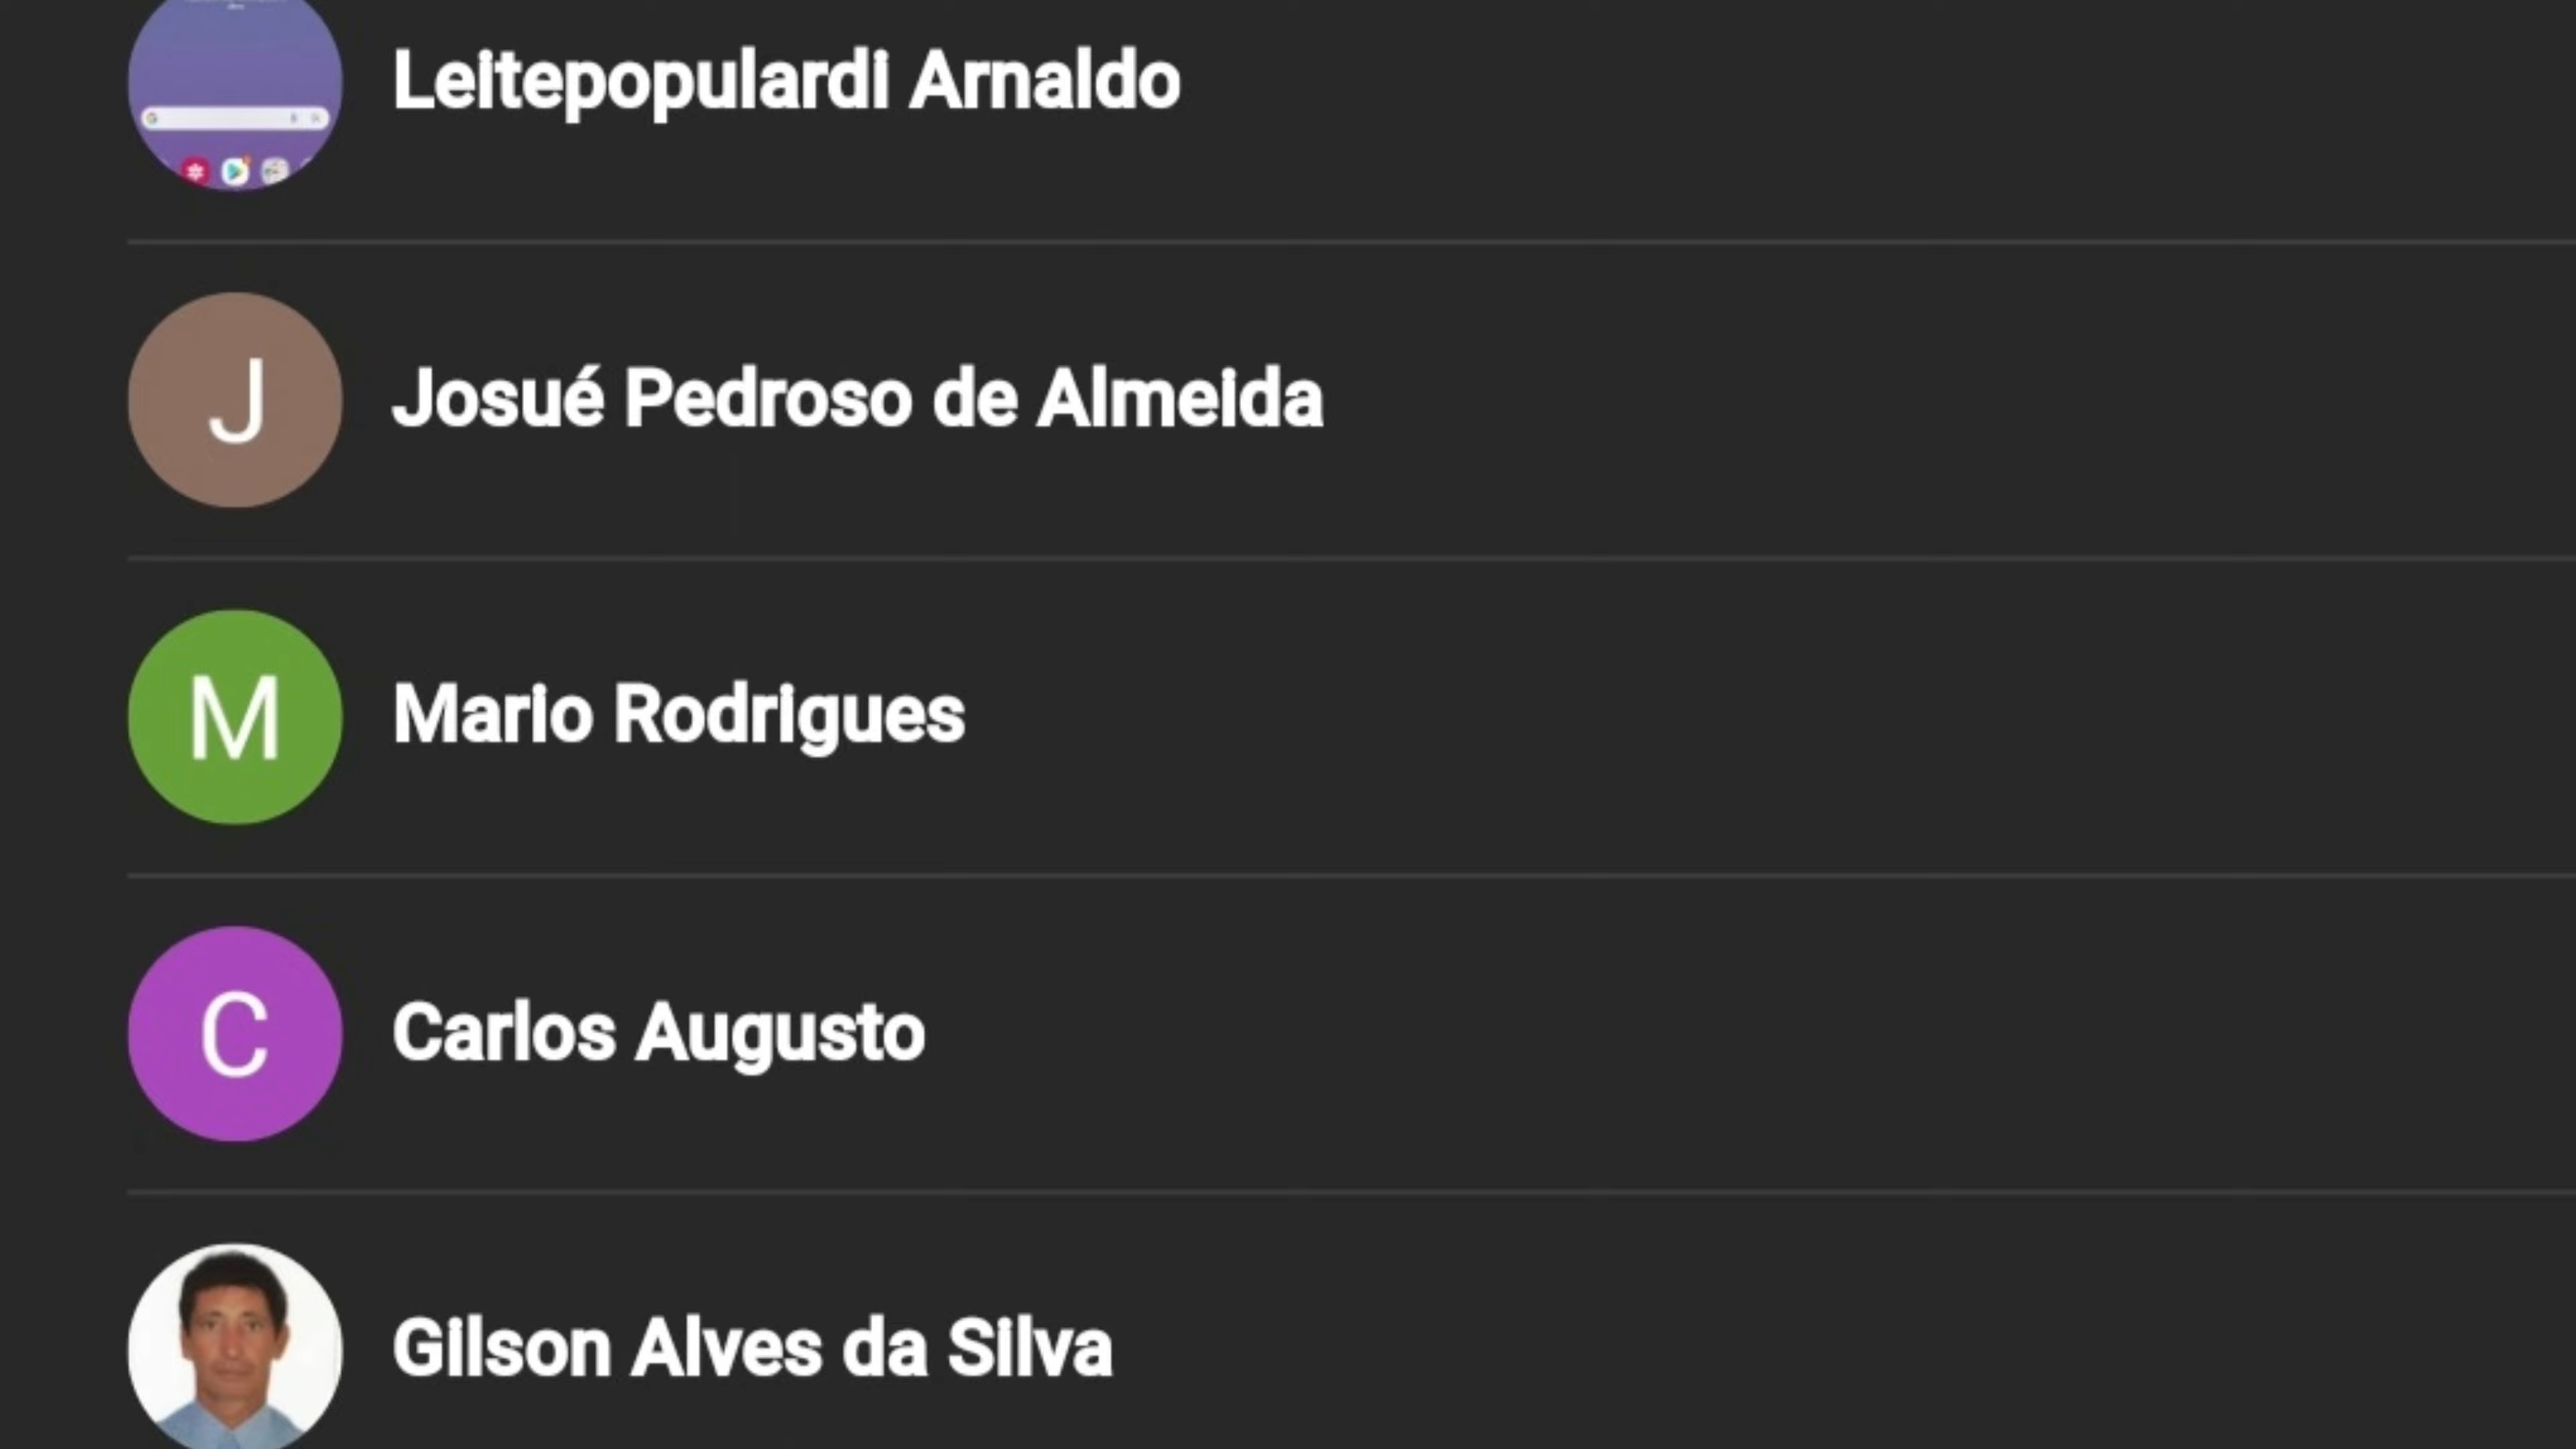 Leitepopulardi Arnaldo
J
Josué Pedroso de Almeida
M
Mario Rodrigues
C
Carlos Augusto
Gilson Alves da Silva